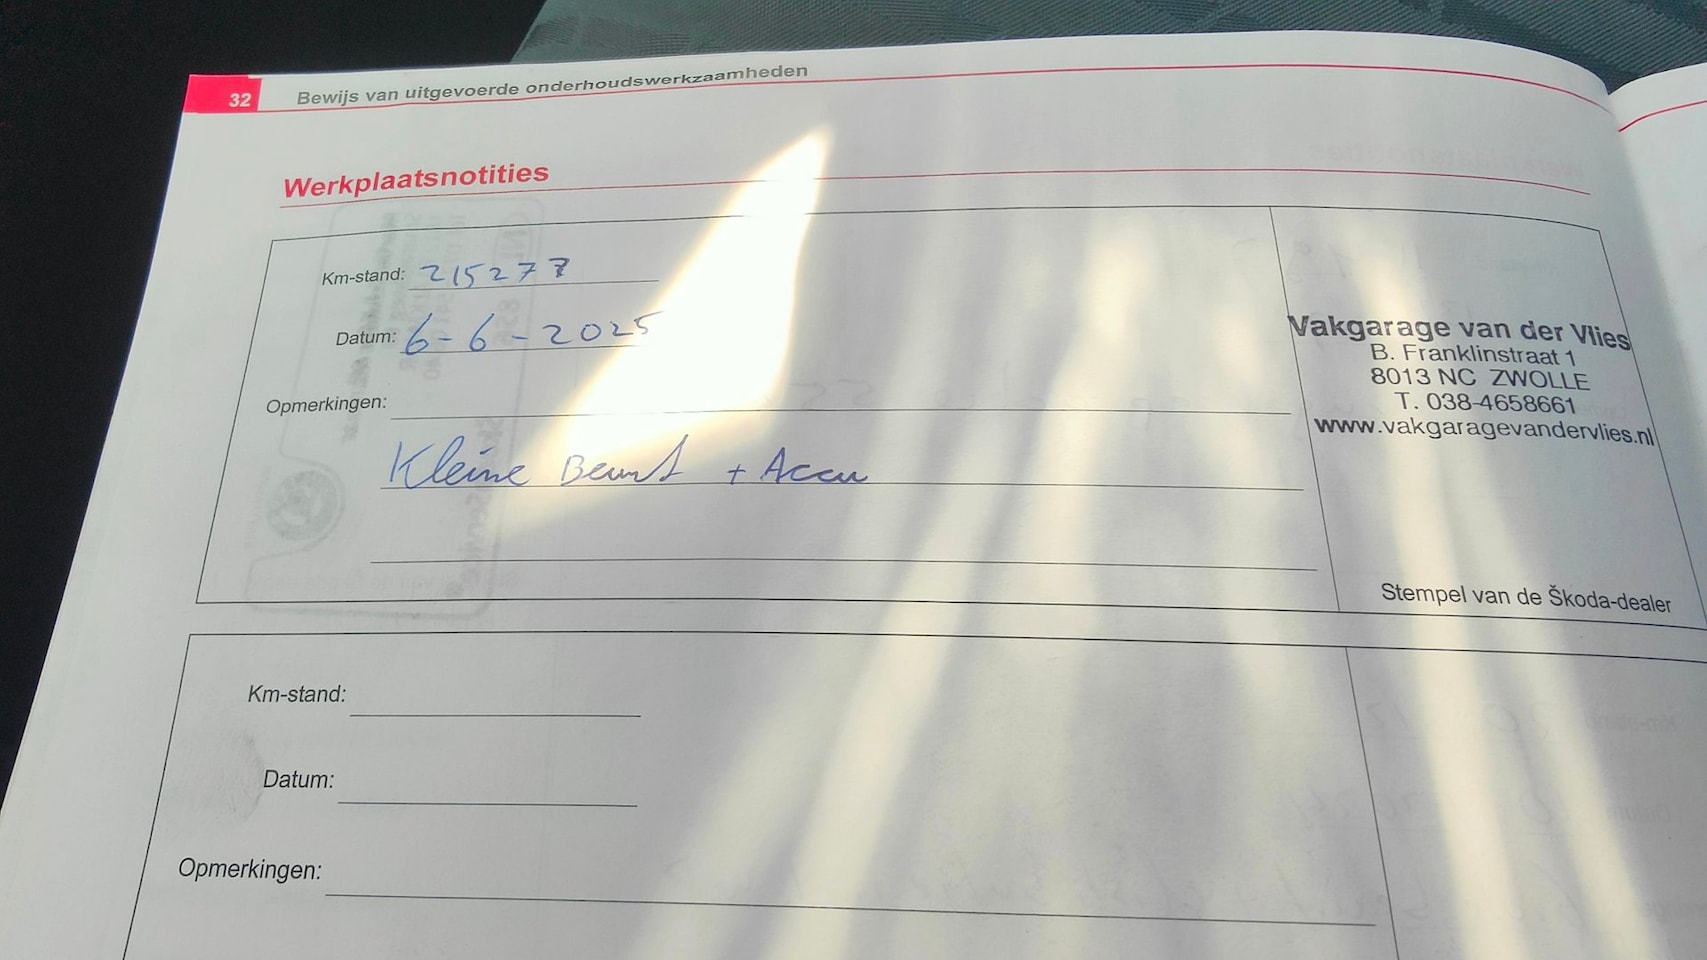 32 Bewijs van uitgevoerde onderhoudswerkzaamheden
Werkplaatsnotities
Km-stand: 215277
Datum: 6-6-2025
Opmerkingen:
Kleine Beurt + Accu
Vakgarage van der Vlies
B. Franklinstraat 1
8013 NC ZWOLLE
T. 038-4658661
www.vakgaragevandervlies.nl
Stempel van de Škoda-dealer
Km-stand:
Datum:
Opmerkingen: